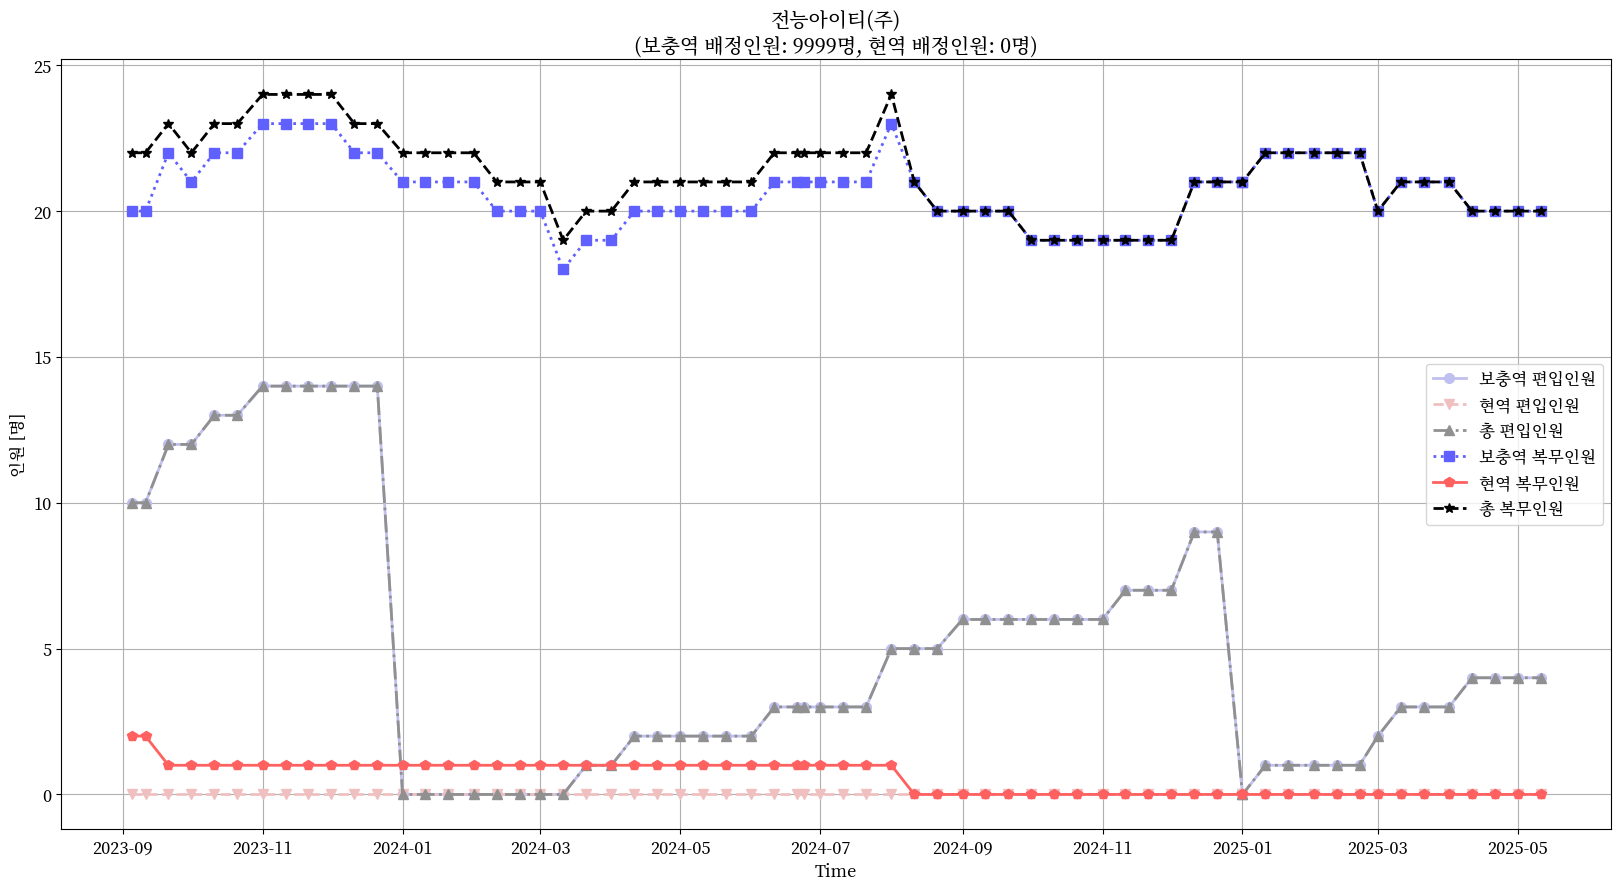 전능아이티(주)
(보충역 배정인원: 9999명, 현역 배정인원: 0명)
25
20
15
10
5
0
인원 [명]
보충역 편입인원
현역 편입인원
총 편입인원
보충역 복무인원
현역 복무인원
총 복무인원
2023-09 2023-11 2024-01 2024-03 2024-05 2024-07 2024-09 2024-11 2025-01 2025-03 2025-05
Time